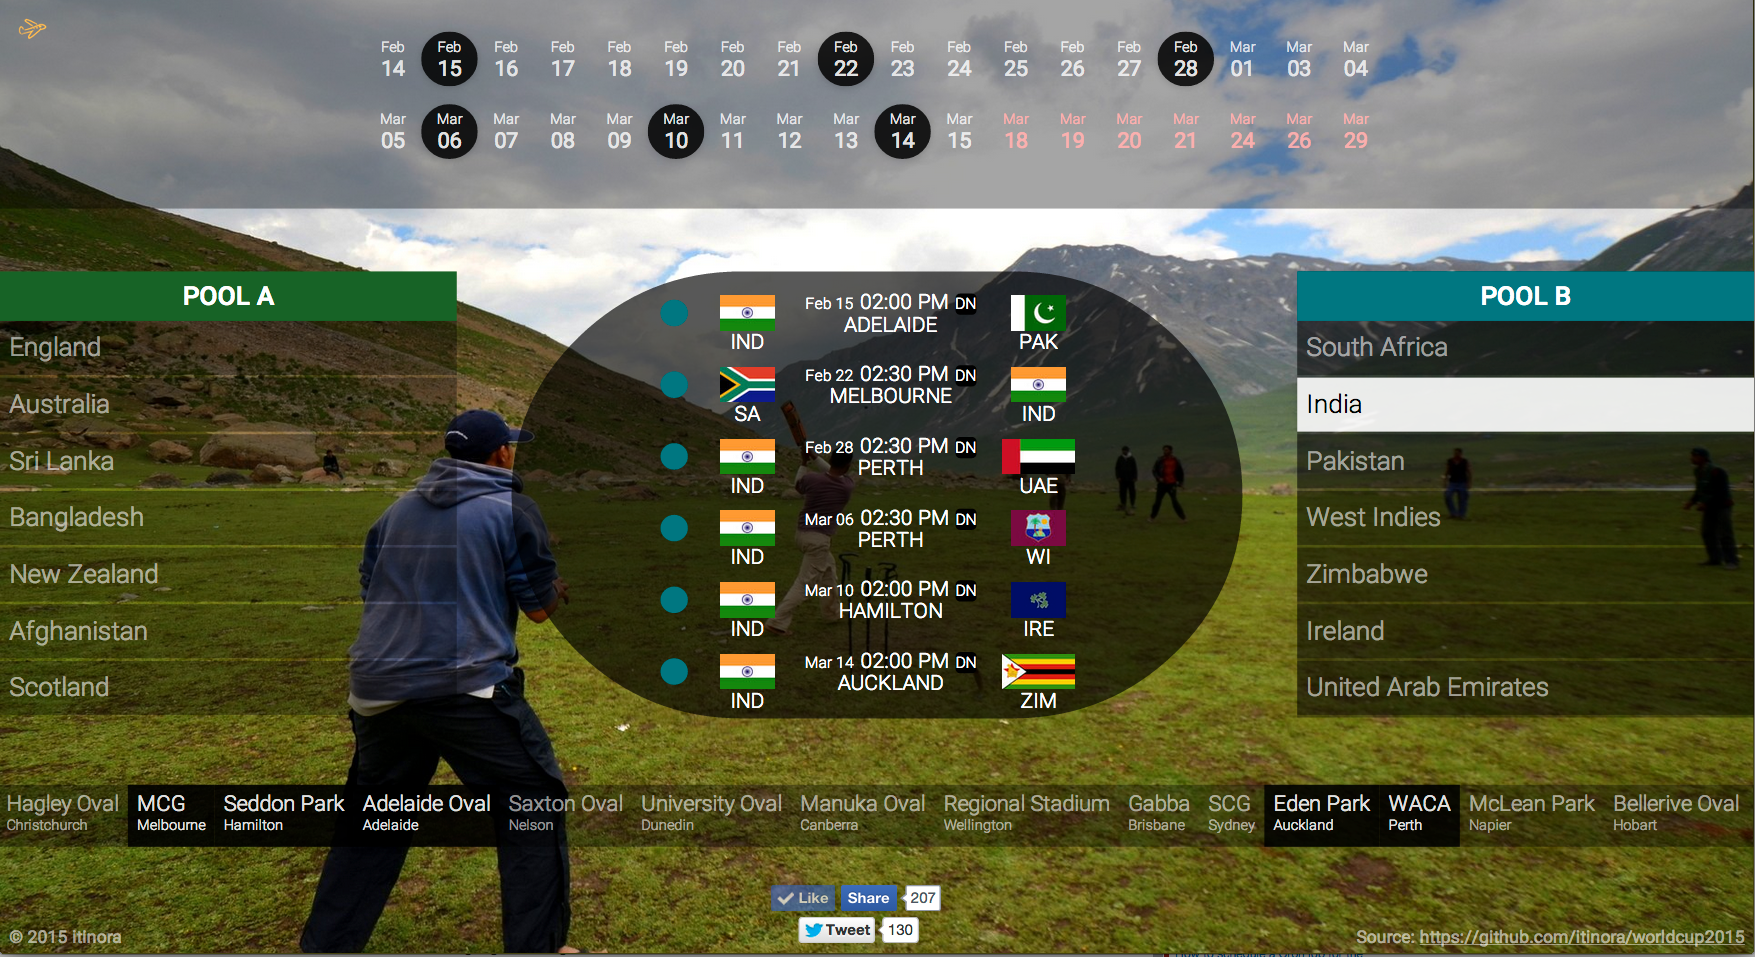 Feb 14 Feb 15 Feb 16 Feb 17 Feb 18 Feb 19 Feb 20 Feb 21 Feb 22 Feb 23 Feb 24 Feb 25 Feb 26 Feb 27 Feb 28 Mar 01 Mar 03 Mar 04
Mar 05 Mar 06 Mar 07 Mar 08 Mar 09 Mar 10 Mar 11 Mar 12 Mar 13 Mar 14 Mar 15 Mar 18 Mar 19 Mar 20 Mar 21 Mar 24 Mar 26 Mar 29
POOL A
England
Australia
Sri Lanka
Bangladesh
New Zealand
Afghanistan
Scotland
Feb 15 02:00 PM DN
ADELAIDE
IND PAK
Feb 22 02:30 PM DN
MELBOURNE
SA IND
Feb 28 02:30 PM DN
PERTH
IND UAE
Mar 06 02:30 PM DN
PERTH
IND WI
Mar 10 02:00 PM DN
HAMILTON
IND IRE
Mar 14 02:00 PM DN
AUCKLAND
IND ZIM
POOL B
South Africa
India
Pakistan
West Indies
Zimbabwe
Ireland
United Arab Emirates
Hagley Oval MCG Seddon Park Adelaide Oval Saxton Oval University Oval Manuka Oval Regional Stadium Gabba SCG Eden Park WACA McLean Park Bellerive Oval
Christchurch Melbourne Hamilton Adelaide Nelson Dunedin Canberra Wellington Brisbane Sydney Auckland Perth Napier Hobart
Like Share 207
Tweet 130
© 2015 itinora
Source: https://github.com/itinora/worldcup2015